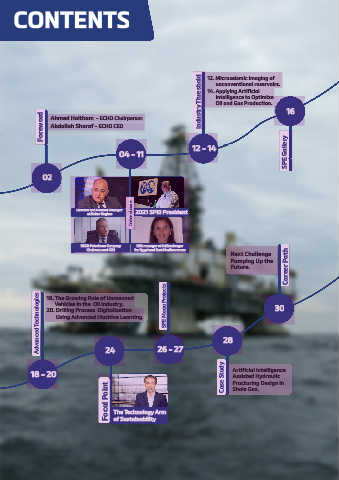 CONTENTS
Foreword
Ahmed Haitham - ECHO Chairperson
Abdallah Sharaf - ECHO CEO
02
04 - 11
2021 SPEI President
Industry Threshold
12. Microseismic Imaging of
unconventional reservoirs.
14. Applying Artificial
Intelligence to Optimize
Oil and Gas Production.
12 - 14
16
SPE Gallery
Advanced Technologies
18. The Growing Role of Unmanned
Vehicles in the Oil Industry.
20. Drilling Process Digitalization
Using Advanced Machine Learning.
18 - 20
24
Focal Point
The Technology Arm
of Sustainability
SPE Msoo Projects
26 - 27
28
Case Study
Artificial Intelligence
Assisted Hydraulic
Fracturing Design in
Shale Gas.
Next Challenge
Pumping Up the
Future.
Career Path
30